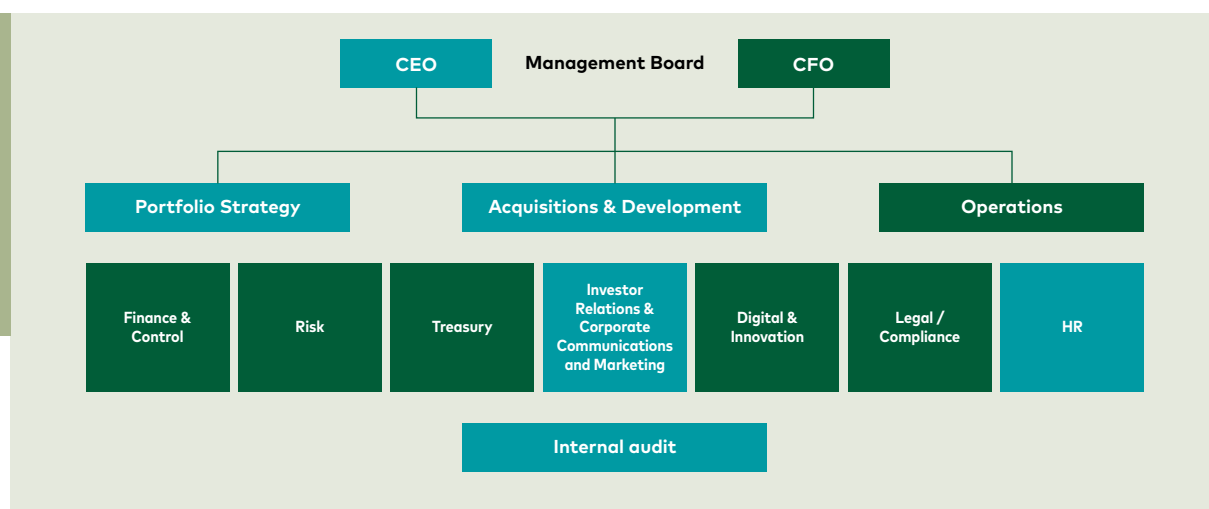 CEO
Management Board
CFO
Portfolio Strategy
Acquisitions & Development
Operations
Finance &
Control
Risk
Treasury
Investor
Relations &
Corporate
Communications
and Marketing
Digital &
Innovation
Legal /
Compliance
HR
Internal audit